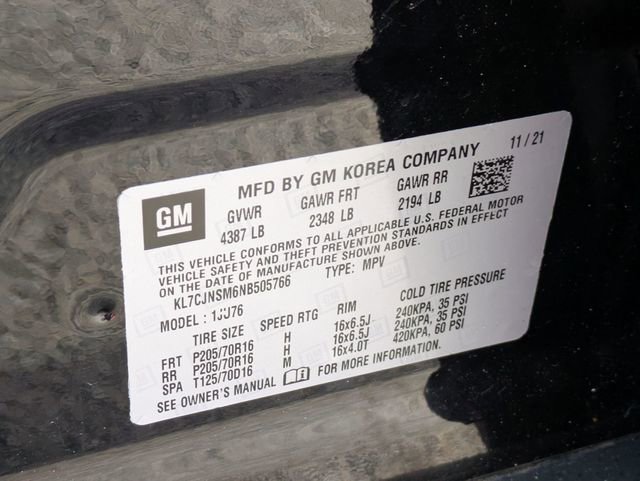 MFD BY GM KOREA COMPANY 11/21
GM
GVWR GAWR FRT GAWR RR
4387 LB 2348 LB 2194 LB
THIS VEHICLE CONFORMS TO ALL APPLICABLE U.S. FEDERAL MOTOR
VEHICLE SAFETY AND THEFT PREVENTION STANDARDS IN EFFECT
ON THE DATE OF MANUFACTURE SHOWN ABOVE.
KL7CJNSM6NB505766 TYPE: MPV
MODEL : 1JU76
TIRE SIZE SPEED RTG RIM COLD TIRE PRESSURE
FRT P205/70R16 H 16x6.5J 240KPA, 35 PSI
RR P205/70R16 H 16x6.5J 240KPA, 35 PSI
SPA T125/70D16 M 16x4.0T 420KPA, 60 PSI
SEE OWNER'S MANUAL FOR MORE INFORMATION.